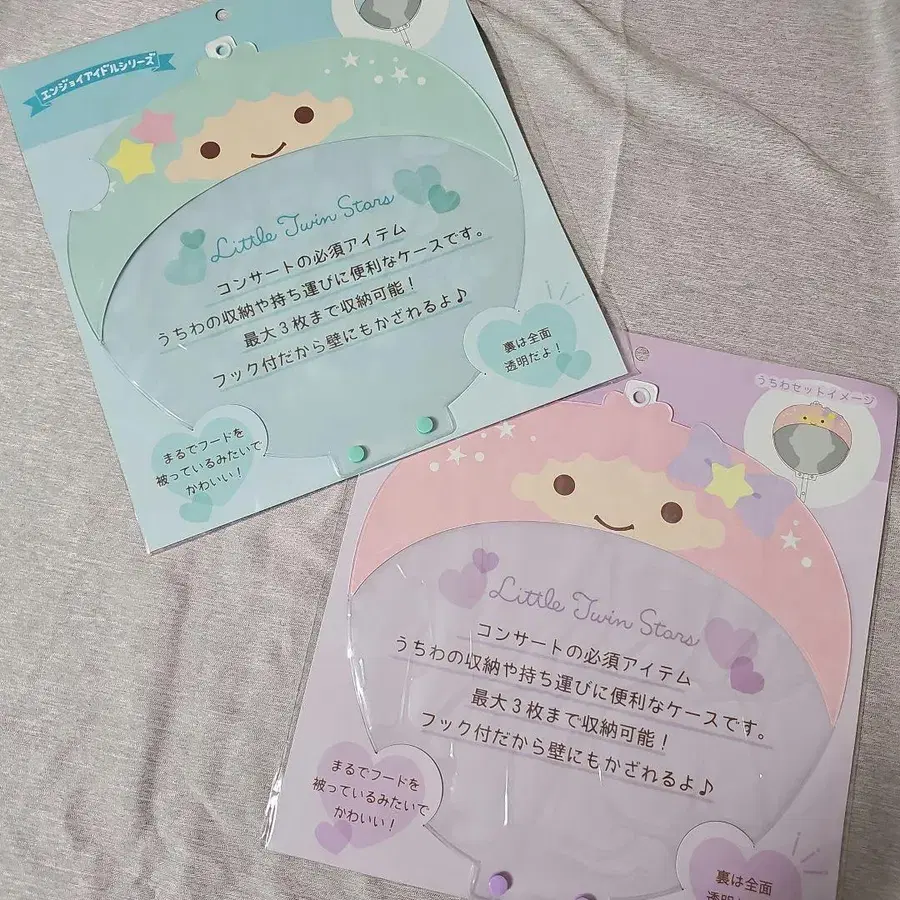 エンジョイアイドルシリーズ
Little Twin Stars
コンサートの必須アイテム
うちわの収納や持ち運びに便利なケースです。
最大3枚まで収納可能！
フック付だから壁にもかざれるよ♪
裏は全面
透明だよ！
まるでフードを
被っているみたいで
かわいい！
うちわセットイメージ
Little Twin Stars
コンサートの必須アイテム
うちわの収納や持ち運びに便利なケースです。
最大3枚まで収納可能！
フック付だから壁にもかざれるよ♪
まるでフードを
被っているみたいで
かわいい！
裏は全面